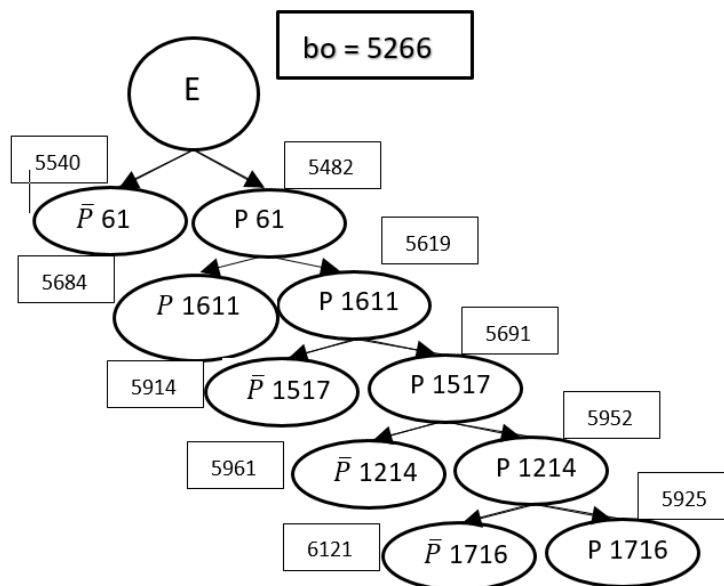 bo = 5266
E
5540
5482
P̄ 61
P 61
5619
5684
P 1611
P 1611
5691
5914
P̄ 1517
P 1517
5952
5961
P̄ 1214
P 1214
5925
6121
P̄ 1716
P 1716